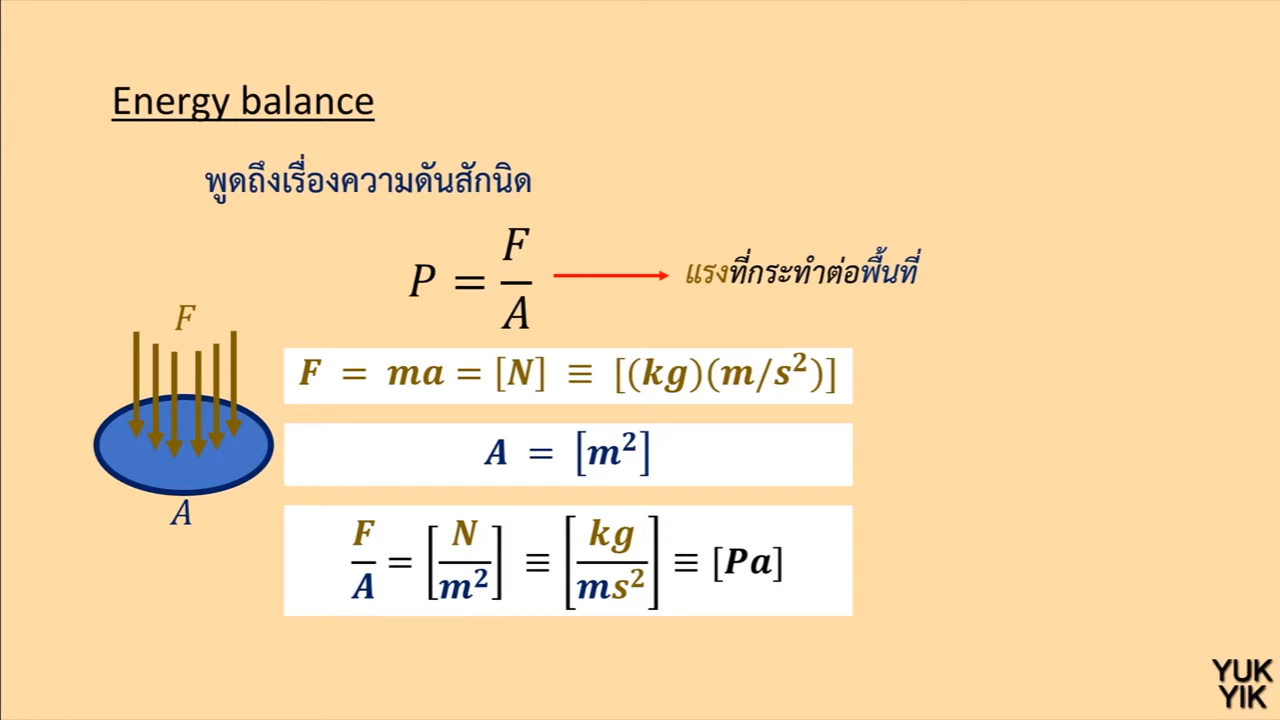 Energy balance
พูดถึงเรื่องความดันสักนิด
P = F/A
แรงที่กระทำต่อพื้นที่
F
F = ma = [N] ≡ [(kg)(m/s²)]
A = [m²]
A
F/A = [N/m²] ≡ [kg/ms²] ≡ [Pa]
YUK
YIK